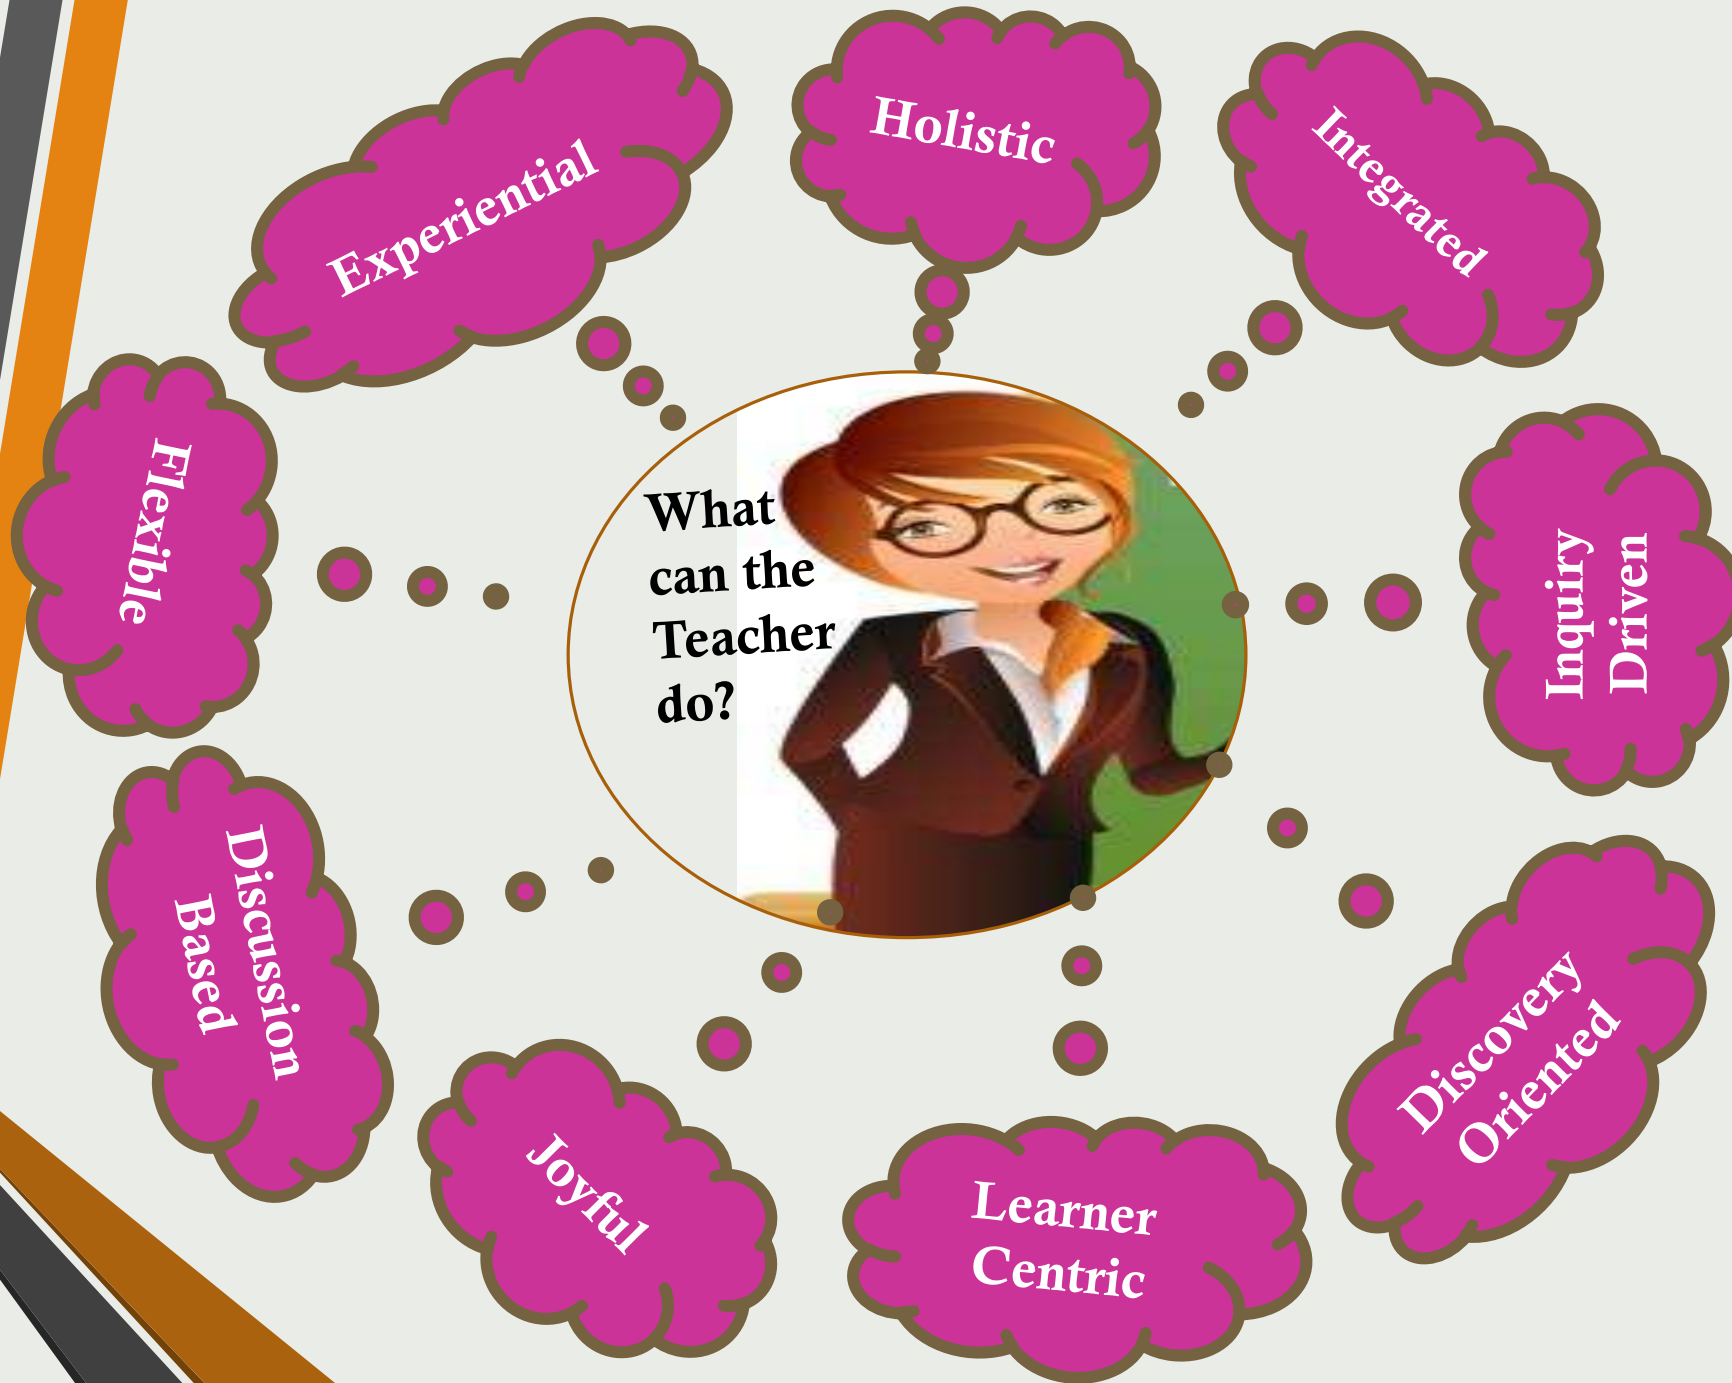 Experiential
Holistic
Integrated
Flexible
What
can the
Teacher
do?
Inquiry
Driven
Discussion
Based
Discovery
Oriented
Joyful
Learner
Centric